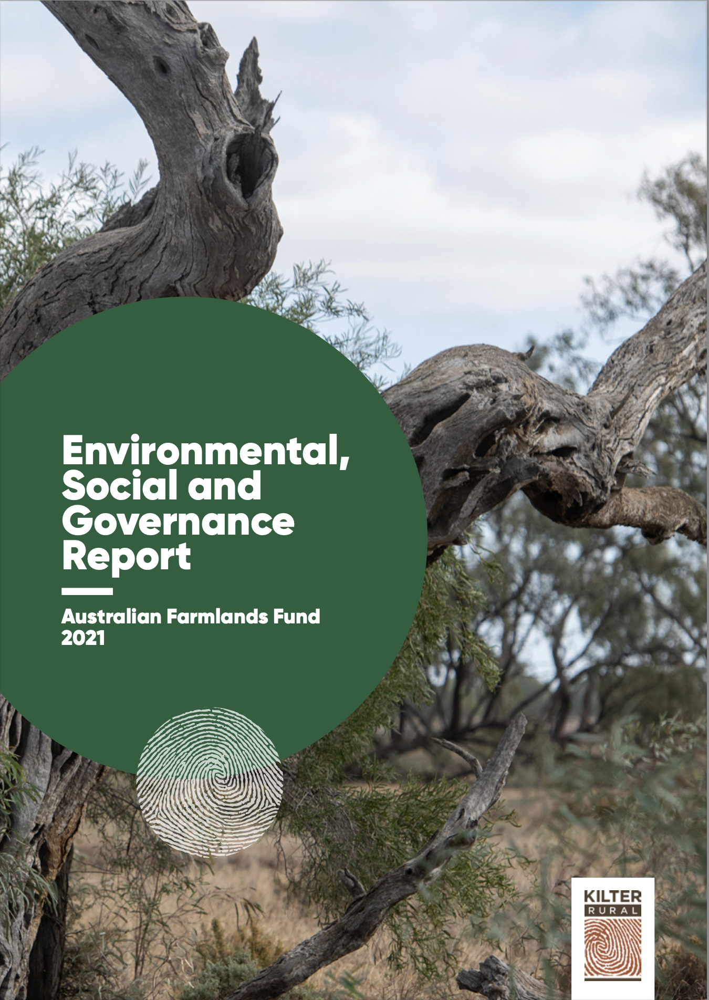 Environmental,
Social and
Governance
Report
Australian Farmlands Fund
2021
KILTER
RURAL